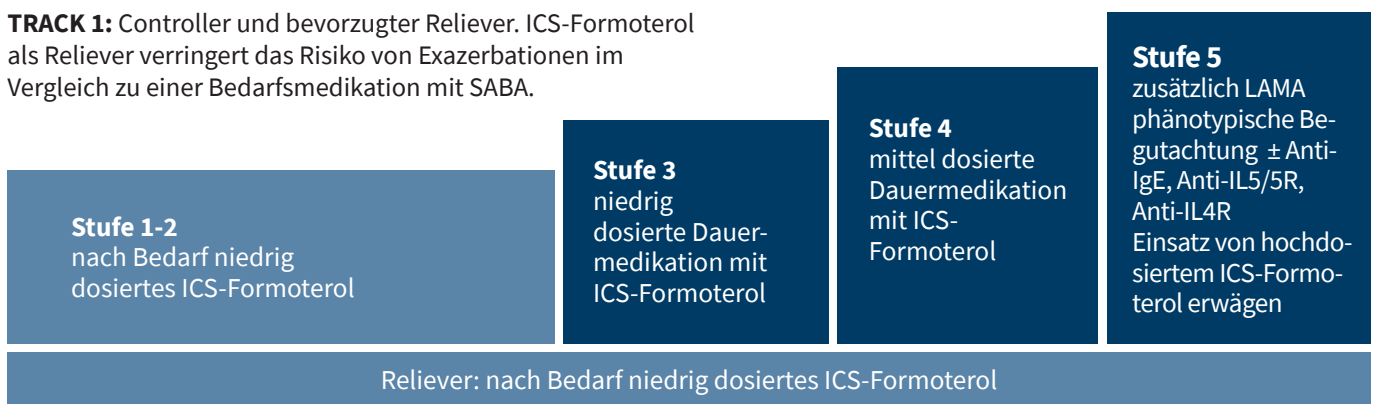 TRACK 1: Controller und bevorzugter Reliever. ICS-Formoterol
als Reliever verringert das Risiko von Exazerbationen im
Vergleich zu einer Bedarfsmedikation mit SABA.
Stufe 1-2
nach Bedarf niedrig
dosiertes ICS-Formoterol
Stufe 3
niedrig
dosierte Dauer-
medikation mit
ICS-Formoterol
Stufe 4
mittel dosierte
Dauermedikation
mit ICS-
Formoterol
Stufe 5
zusätzlich LAMA
phänotypische Be-
gutachtung ± Anti-
IgE, Anti-IL5/5R,
Anti-IL4R
Einsatz von hochdo-
siertem ICS-Formo-
terol erwägen
Reliever: nach Bedarf niedrig dosiertes ICS-Formoterol